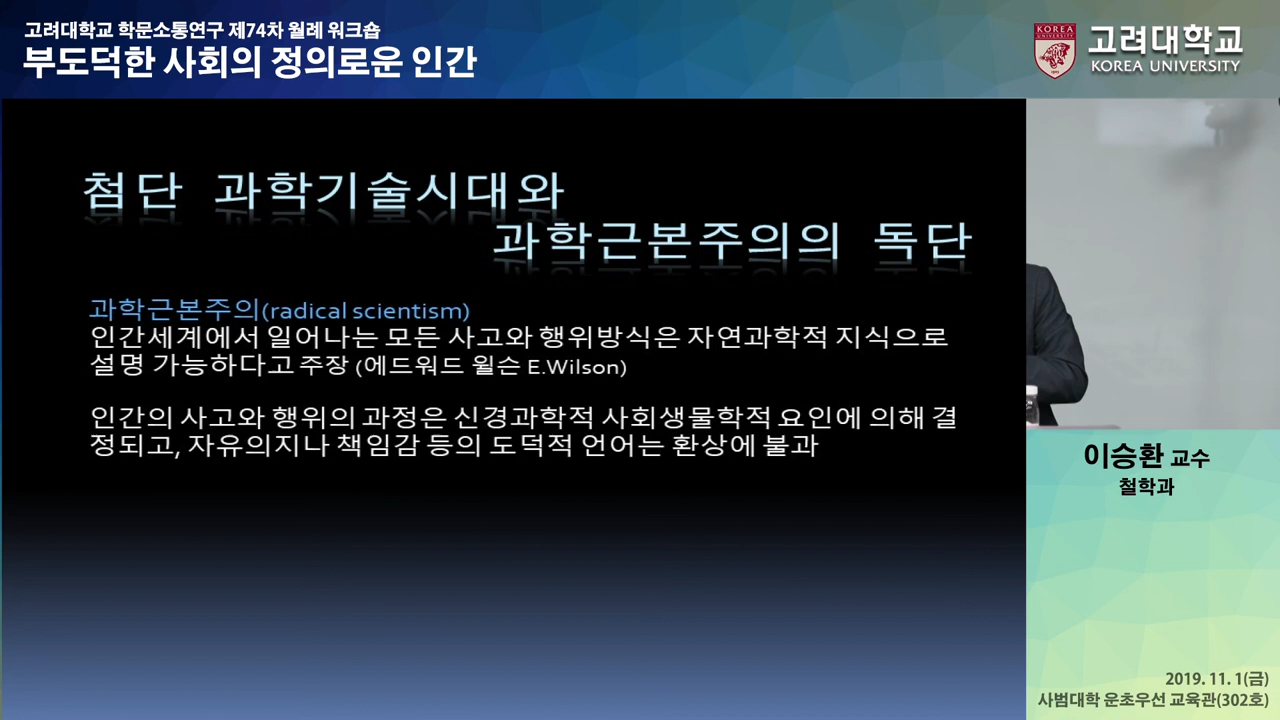 고려대학교 학문소통연구 제74차 월례 워크숍
부도덕한 사회의 정의로운 인간
KOREA
UNIVERSITY
1905
고려대학교
KOREA UNIVERSITY
첨단 과학기술시대와
과학근본주의의 독단
과학근본주의(radical scientism)
인간세계에서 일어나는 모든 사고와 행위방식은 자연과학적 지식으로
설명 가능하다고 주장 (에드워드 윌슨 E.Wilson)
인간의 사고와 행위의 과정은 신경과학적 사회생물학적 요인에 의해 결
정되고, 자유의지나 책임감 등의 도덕적 언어는 환상에 불과
이승환 교수
철학과
2019. 11. 1(금)
사범대학 운초우선 교육관(302호)